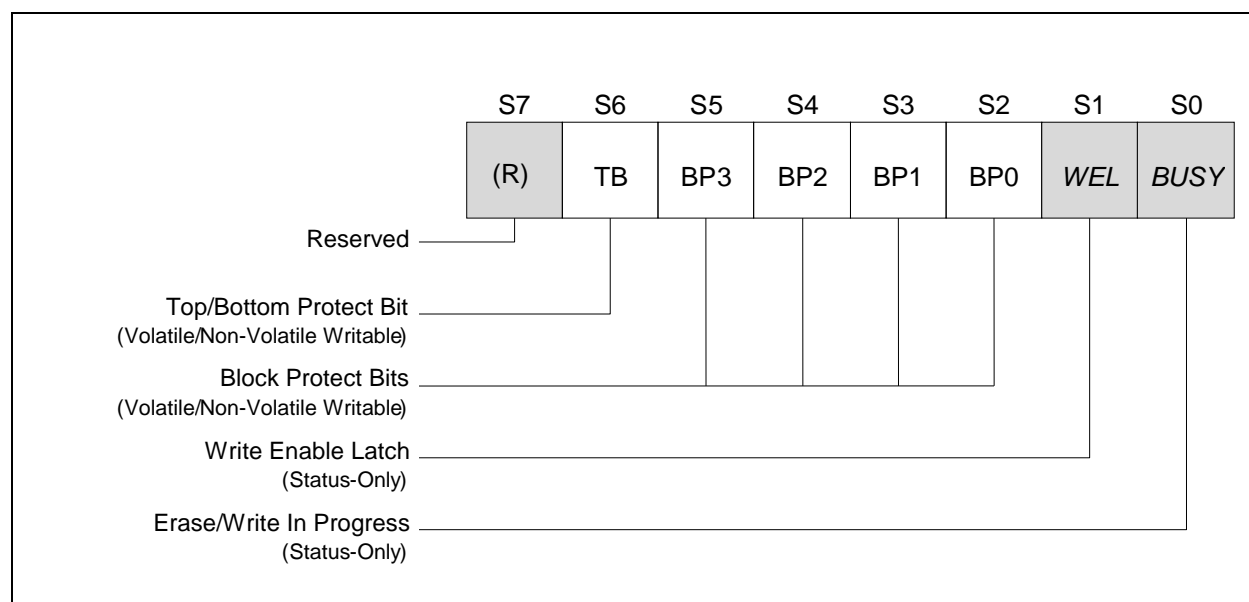 S7 S6 S5 S4 S3 S2 S1 S0
(R) TB BP3 BP2 BP1 BP0 WEL BUSY
Reserved
Top/Bottom Protect Bit
(Volatile/Non-Volatile Writable)
Block Protect Bits
(Volatile/Non-Volatile Writable)
Write Enable Latch
(Status-Only)
Erase/Write In Progress
(Status-Only)